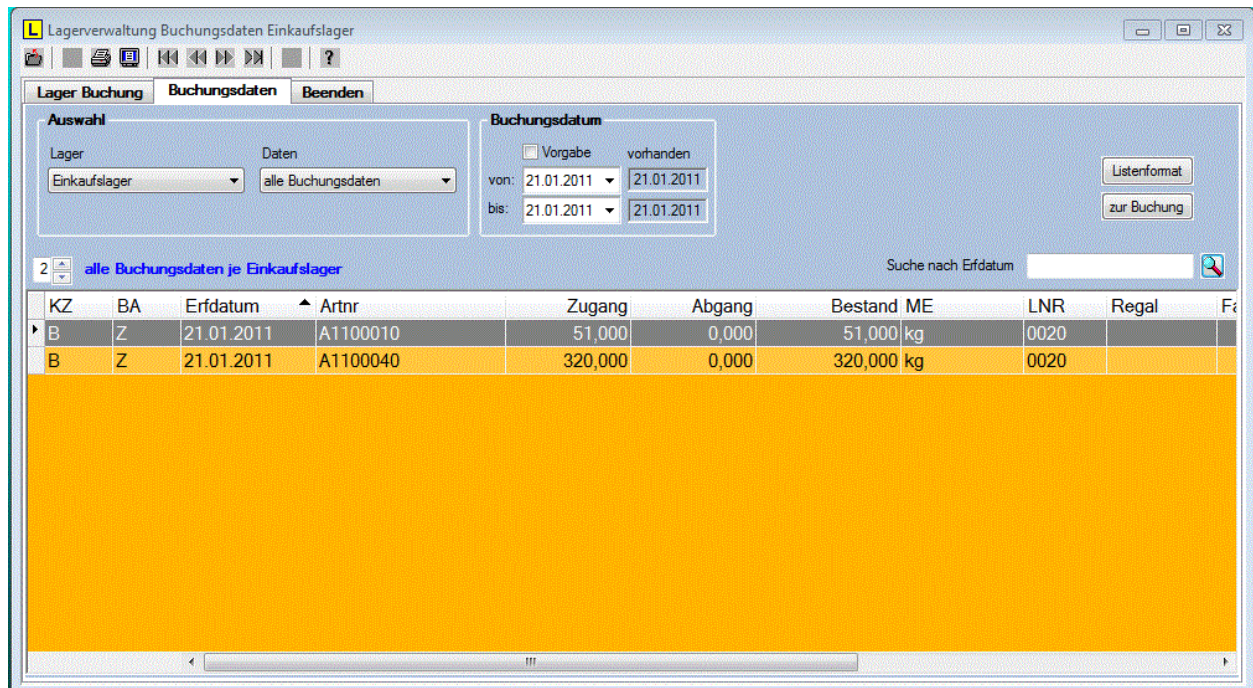 L Lagerverwaltung Buchungsdaten Einkaufslager
?
Lager Buchung Buchungsdaten Beenden
Auswahl Buchungsdatum
Vorgabe vorhanden
Lager Daten
Listenformat
Einkaufslager alle Buchungsdaten von: 21.01.2011 21.01.2011
zur Buchung
bis: 21.01.2011 21.01.2011
2 alle Buchungsdaten je Einkaufslager Suche nach Erfdatum
KZ BA Erfdatum Artnr Zugang Abgang Bestand ME LNR Regal
B Z 21.01.2011 A1100010 51,000 0,000 51,000 kg 0020
B Z 21.01.2011 A1100040 320,000 0,000 320,000 kg 0020